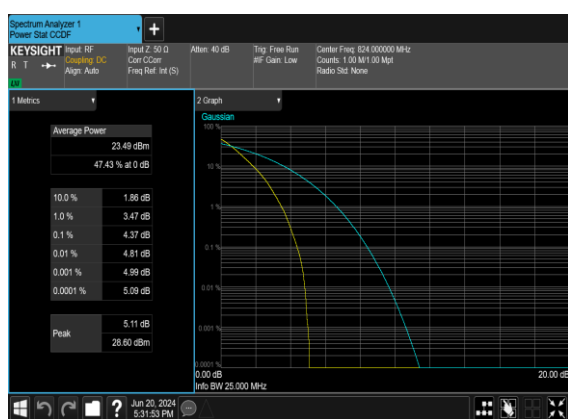 Spectrum Analyzer 1
Power Stat CCDF
+
KEYSIGHT
R T
LM
Input: RF
Coupling: DC
Align: Auto
Input Z: 50 Ω
Corr CCorr
Freq Ref: Int (S)
Atten: 40 dB
Trig: Free Run
#IF Gain: Low
Center Freq: 824.000000 MHz
Counts: 1.00 M/1.00 Mpt
Radio Std: None
1 Metrics
Average Power
23.49 dBm
47.43 % at 0 dB
10.0 % 1.86 dB
1.0 % 3.47 dB
0.1 % 4.37 dB
0.01 % 4.81 dB
0.001 % 4.99 dB
0.0001 % 5.09 dB
Peak
5.11 dB
28.60 dBm
2 Graph
Gaussian
100 %
10 %
1 %
0.1 %
0.01 %
0.001 %
0.0001 %
0.00 dB
20.00 dB
Info BW 25.000 MHz
?
Jun 20, 2024
5:31:53 PM